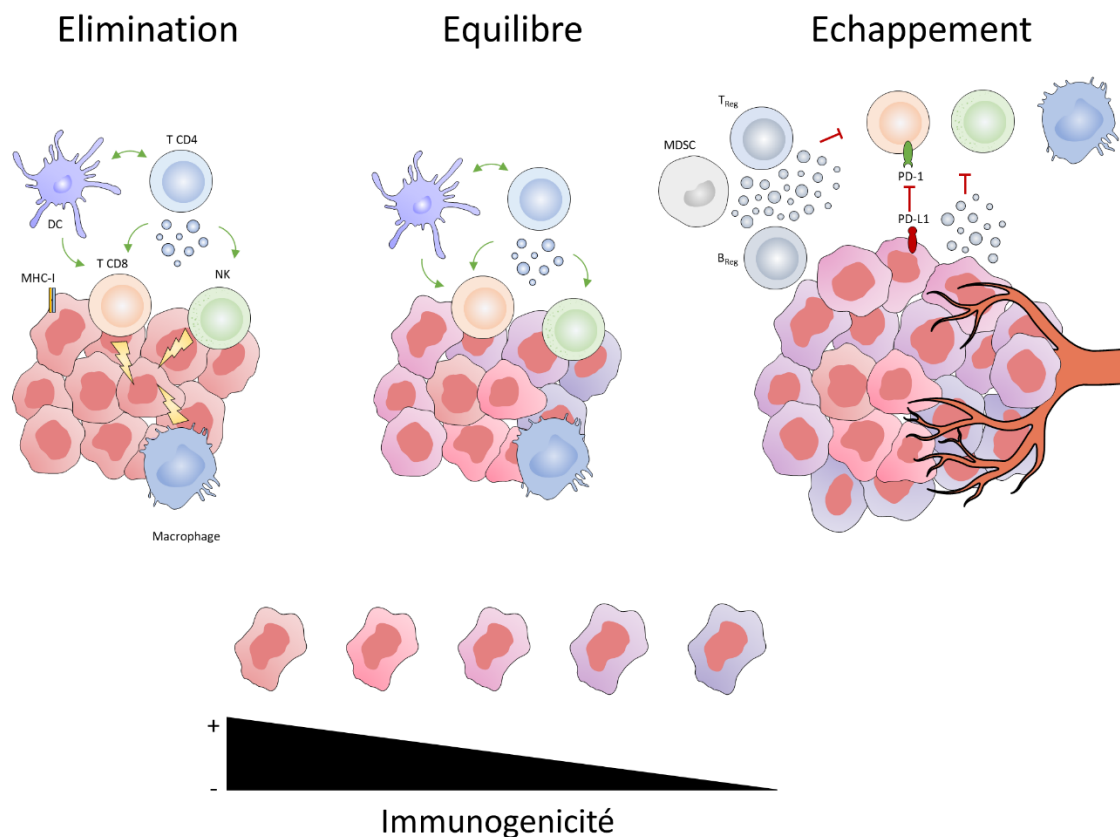 Elimination
Equilibre
Echappement
T CD4
DC
MHC-I
T CD8
NK
Macrophage
TReg
MDSC
BReg
PD-1
PD-L1
+
-
Immunogenicité